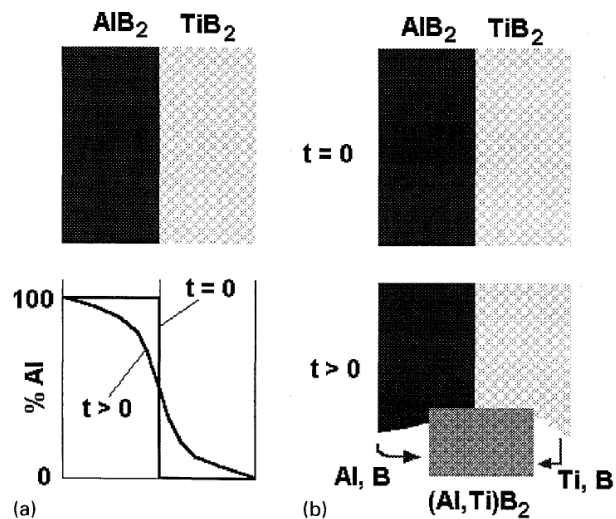 AlB₂ TiB₂
100
% Al
0
t = 0
t > 0
(a)
AlB₂ TiB₂
t = 0
t > 0
Al, B
Ti, B
(Al,Ti)B₂
(b)